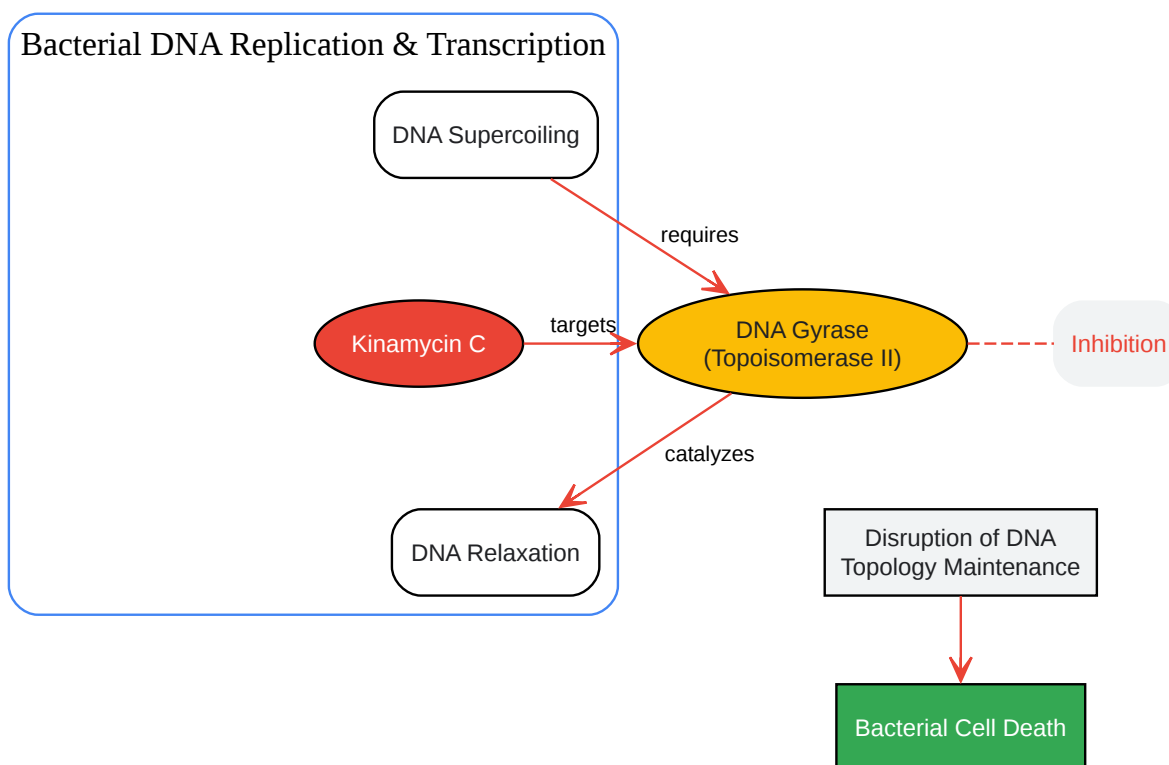 Bacterial DNA Replication & Transcription
DNA Supercoiling
requires
Kinamycin C
targets
DNA Gyrase
(Topoisomerase II)
Inhibition
catalyzes
DNA Relaxation
Disruption of DNA
Topology Maintenance
Bacterial Cell Death